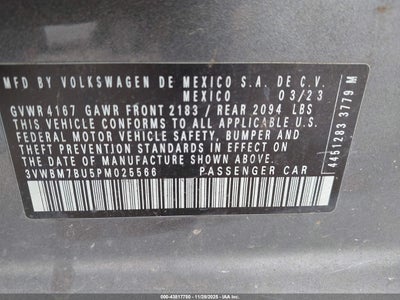 MFD BY VOLKSWAGEN DE MEXICO S.A. DE C.V.
MEXICO 03/23
GVWR 4167 GAWR FRONT 2183 / REAR 2094 LBS
THIS VEHICLE CONFORMS TO ALL APPLICABLE U.S.
FEDERAL MOTOR VEHICLE SAFETY, BUMPER AND
THEFT PREVENTION STANDARDS IN EFFECT ON THE
DATE OF MANUFACTURE SHOWN ABOVE
3VWBM7BU5PM025566 PASSENGER CAR
4451283 3779 M
000-43817750 - 11/29/2025 - IAA Inc.